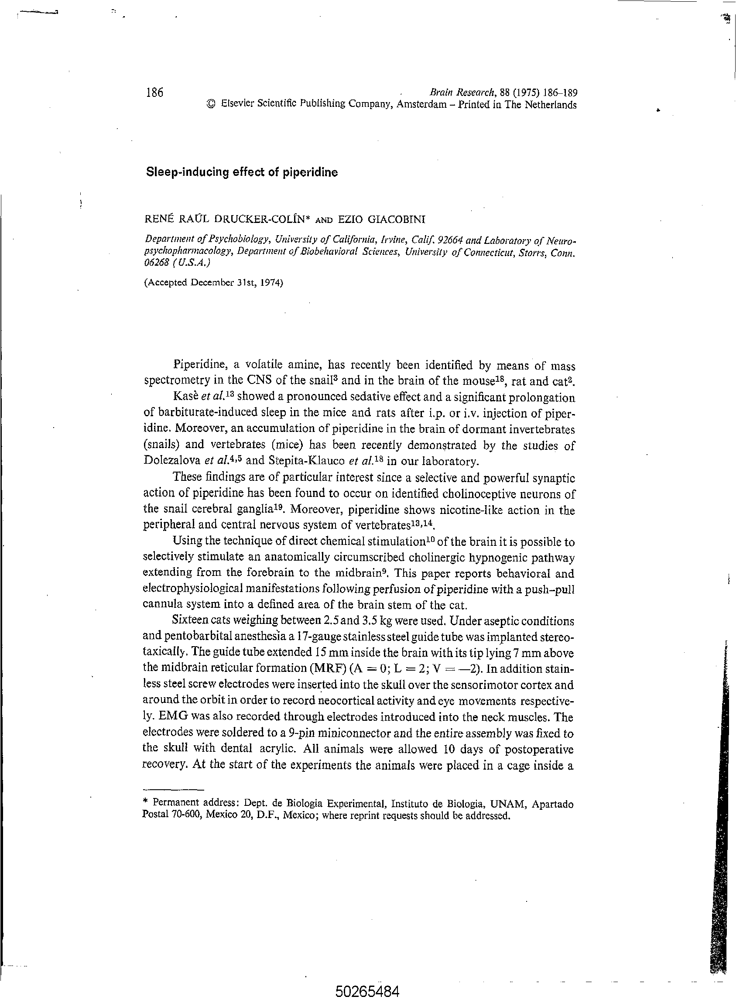 186
Brain Research, 88 (1975) 186–189
© Elsevier Scientific Publishing Company, Amsterdam – Printed in The Netherlands
Sleep-inducing effect of piperidine
RENÉ RAÚL DRUCKER-COLÍN* AND EZIO GIACOBINI
Department of Psychobiology, University of California, Irvine, Calif. 92664 and Laboratory of Neuro-
psychopharmacology, Department of Biobehavioral Sciences, University of Connecticut, Storrs, Conn.
06268 (U.S.A.)
(Accepted December 31st, 1974)
Piperidine, a volatile amine, has recently been identified by means of mass
spectrometry in the CNS of the snail³ and in the brain of the mouse¹⁸, rat and cat².
Kasè et al.¹³ showed a pronounced sedative effect and a significant prolongation
of barbiturate-induced sleep in the mice and rats after i.p. or i.v. injection of piper-
idine. Moreover, an accumulation of piperidine in the brain of dormant invertebrates
(snails) and vertebrates (mice) has been recently demonstrated by the studies of
Dolezalova et al.⁴,⁵ and Stepita-Klauco et al.¹⁸ in our laboratory.
These findings are of particular interest since a selective and powerful synaptic
action of piperidine has been found to occur on identified cholinoceptive neurons of
the snail cerebral ganglia¹⁹. Moreover, piperidine shows nicotine-like action in the
peripheral and central nervous system of vertebrates¹³,¹⁴.
Using the technique of direct chemical stimulation¹⁰ of the brain it is possible to
selectively stimulate an anatomically circumscribed cholinergic hypnogenic pathway
extending from the forebrain to the midbrain⁹. This paper reports behavioral and
electrophysiological manifestations following perfusion of piperidine with a push–pull
cannula system into a defined area of the brain stem of the cat.
Sixteen cats weighing between 2.5 and 3.5 kg were used. Under aseptic conditions
and pentobarbital anesthesia a 17-gauge stainless steel guide tube was implanted stereo-
taxically. The guide tube extended 15 mm inside the brain with its tip lying 7 mm above
the midbrain reticular formation (MRF) (A = 0; L = 2; V = —2). In addition stain-
less steel screw electrodes were inserted into the skull over the sensorimotor cortex and
around the orbit in order to record neocortical activity and eye movements respective-
ly. EMG was also recorded through electrodes introduced into the neck muscles. The
electrodes were soldered to a 9-pin miniconnector and the entire assembly was fixed to
the skull with dental acrylic. All animals were allowed 10 days of postoperative
recovery. At the start of the experiments the animals were placed in a cage inside a
* Permanent address: Dept. de Biologia Experimental, Instituto de Biologia, UNAM, Apartado
Postal 70-600, Mexico 20, D.F., Mexico; where reprint requests should be addressed.
50265484